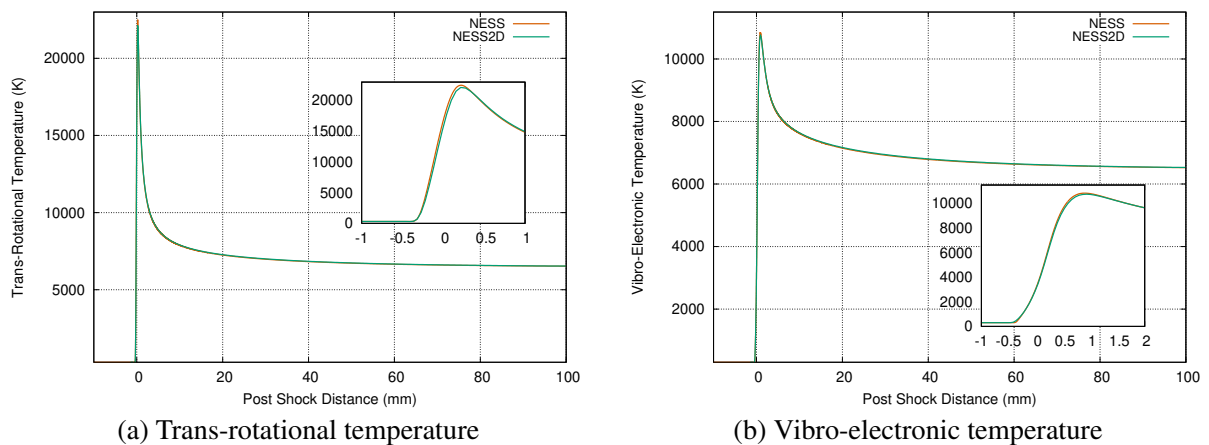 NESS
NESS2D
20000
17500
15000
12500
10000
7500
5000
Trans-Rotational Temperature (K)
20000
15000
10000
5000
0
-1 -0.5 0 0.5 1
0 20 40 60 80 100
Post Shock Distance (mm)
(a) Trans-rotational temperature
NESS
NESS2D
10000
8000
6000
4000
2000
Vibro-Electronic Temperature (K)
10000
8000
6000
4000
2000
0
-1 -0.5 0 0.5 1 1.5 2
0 20 40 60 80 100
Post Shock Distance (mm)
(b) Vibro-electronic temperature